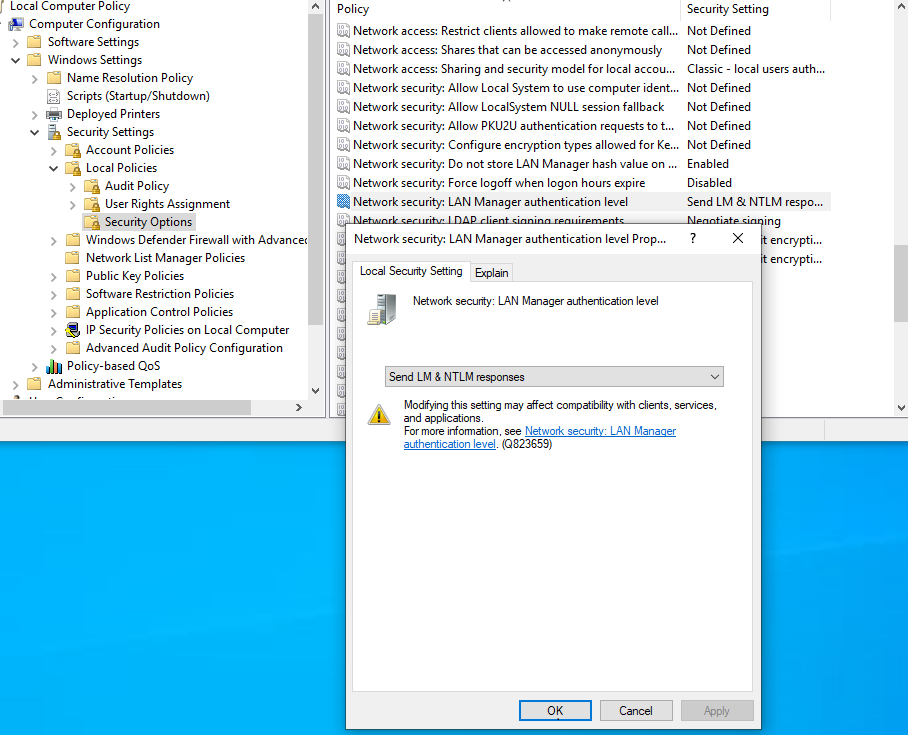 Local Computer Policy
Computer Configuration
Software Settings
Windows Settings
Name Resolution Policy
Scripts (Startup/Shutdown)
Deployed Printers
Security Settings
Account Policies
Local Policies
Audit Policy
User Rights Assignment
Security Options
Windows Defender Firewall with Advanced
Network List Manager Policies
Public Key Policies
Software Restriction Policies
Application Control Policies
IP Security Policies on Local Computer
Advanced Audit Policy Configuration
Policy-based QoS
Administrative Templates
Policy Security Setting
Network access: Restrict clients allowed to make remote call... Not Defined
Network access: Shares that can be accessed anonymously Not Defined
Network access: Sharing and security model for local accou... Classic - local users auth...
Network security: Allow Local System to use computer ident... Not Defined
Network security: Allow LocalSystem NULL session fallback Not Defined
Network security: Allow PKU2U authentication requests to t... Not Defined
Network security: Configure encryption types allowed for Ke... Not Defined
Network security: Do not store LAN Manager hash value on ... Enabled
Network security: Force logoff when logon hours expire Disabled
Network security: LAN Manager authentication level Send LM & NTLM respo...
Network security: LDAP client signing requirements Negotiate signing
it encrypti...
it encrypti...
Network security: LAN Manager authentication level Prop... ?
Local Security Setting Explain
Network security: LAN Manager authentication level
Send LM & NTLM responses
Modifying this setting may affect compatibility with clients, services,
and applications.
For more information, see Network security: LAN Manager
authentication level. (Q823659)
OK Cancel Apply